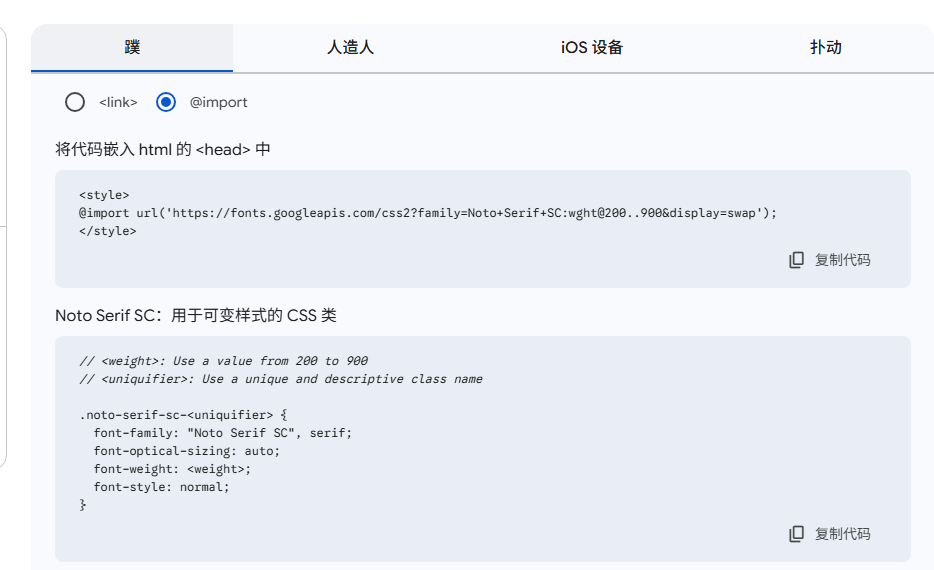 蹼
人造人
iOS 设备
扑动
<link>
@import
将代码嵌入 html 的 <head> 中
<style>
@import url('https://fonts.googleapis.com/css2?family=Noto+Serif+SC:wght@200..900&display=swap');
</style>
复制代码
Noto Serif SC：用于可变样式的 CSS 类
// <weight>: Use a value from 200 to 900
// <uniquifier>: Use a unique and descriptive class name
.noto-serif-sc-<uniquifier> {
  font-family: "Noto Serif SC", serif;
  font-optical-sizing: auto;
  font-weight: <weight>;
  font-style: normal;
}
复制代码